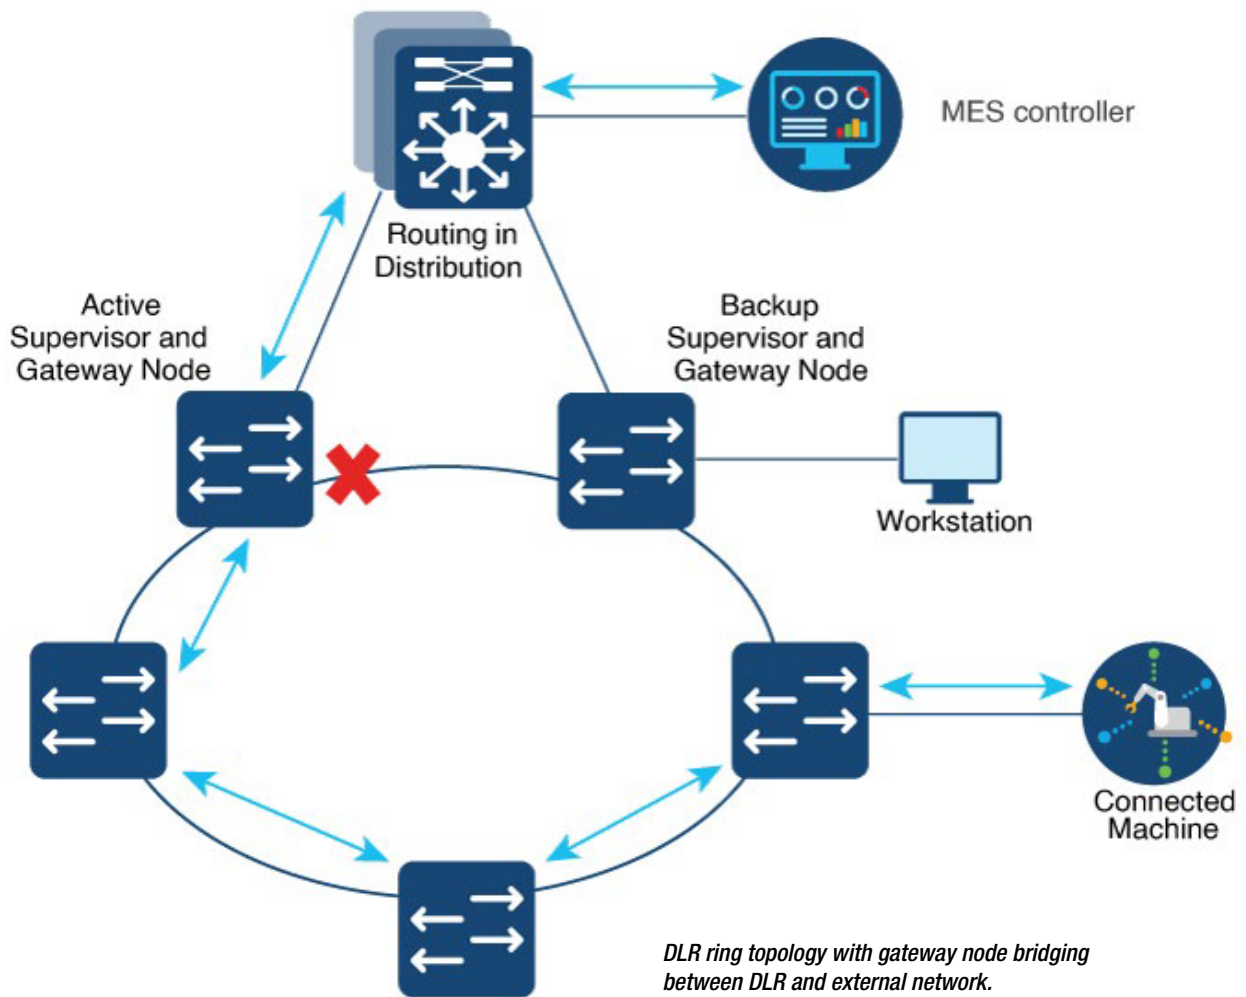 MES controller
Routing in
Distribution
Active
Supervisor and
Gateway Node
Backup
Supervisor and
Gateway Node
Workstation
Connected
Machine
DLR ring topology with gateway node bridging
between DLR and external network.